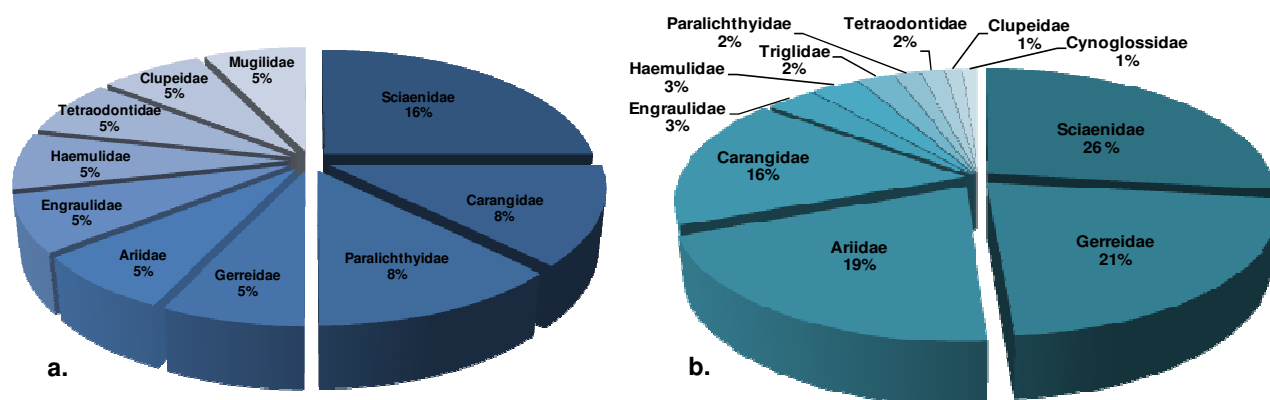 Mugilidae
5%
Clupeidae
5%
Tetraodontidae
5%
Haemulidae
5%
Engraulidae
5%
Ariidae
5%
Gerreidae
5%
Paralichthyidae
8%
Carangidae
8%
Sciaenidae
16%
a.
Paralichthyidae
2%
Tetraodontidae
2%
Clupeidae
1%
Cynoglossidae
1%
Triglidae
2%
Haemulidae
3%
Engraulidae
3%
Carangidae
16%
Ariidae
19%
Gerreidae
21%
Sciaenidae
26 %
b.